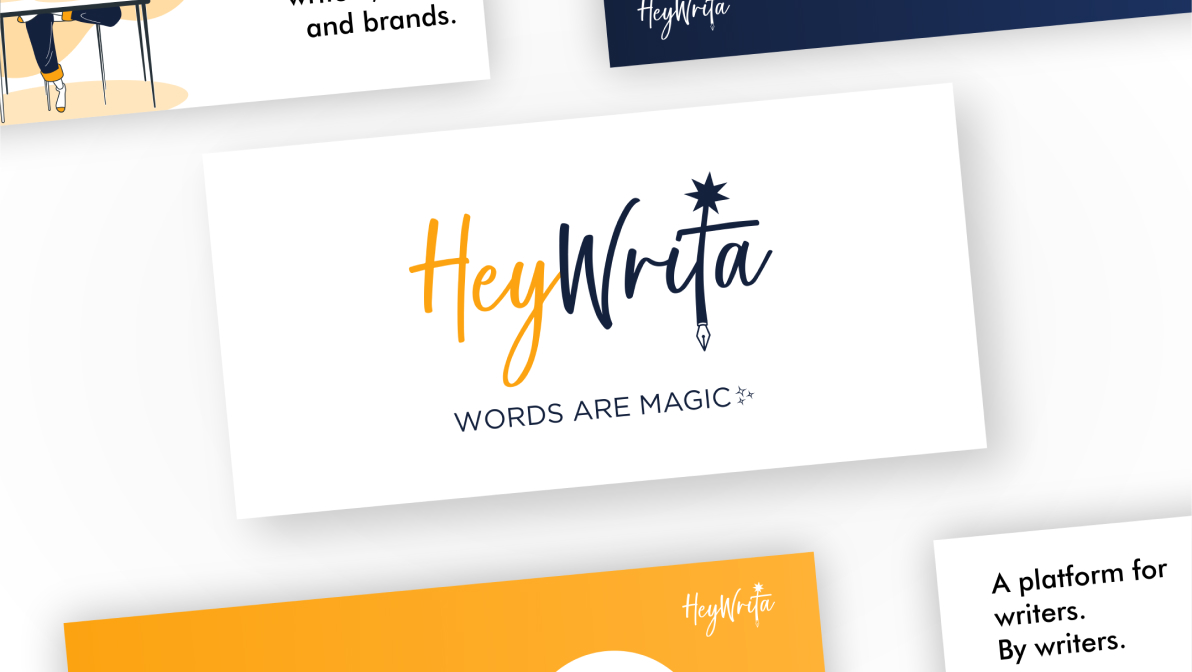 and brands.
HeyWrita
HeyWrita
WORDS ARE MAGIC
HeyWrita
A platform for
writers.
By writers.